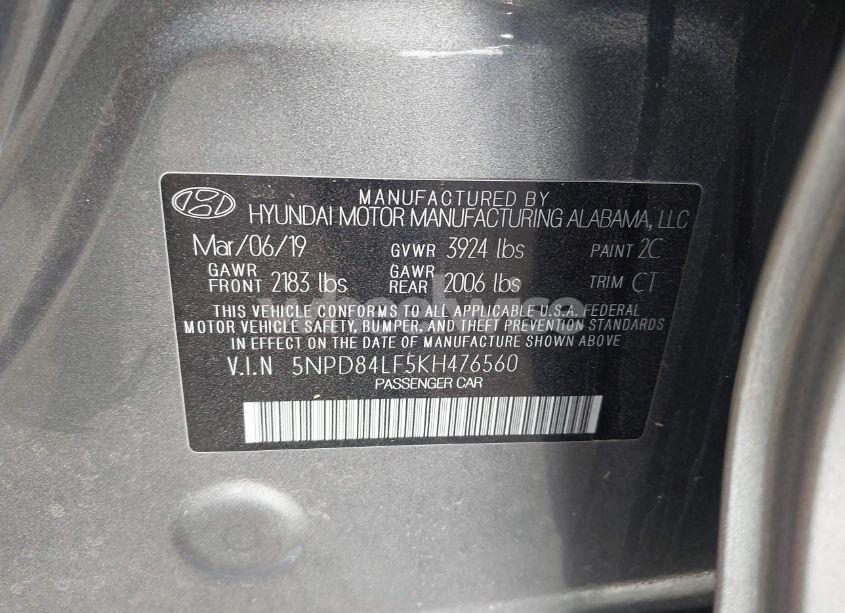 MANUFACTURED BY
HYUNDAI MOTOR MANUFACTURING ALABAMA, LLC
Mar/06/19 GVWR 3924 lbs PAINT 2C
GAWR FRONT 2183 lbs GAWR REAR 2006 lbs TRIM CT
THIS VEHICLE CONFORMS TO ALL APPLICABLE U.S.A. FEDERAL
MOTOR VEHICLE SAFETY, BUMPER, AND THEFT PREVENTION STANDARDS
IN EFFECT ON THE DATE OF MANUFACTURE SHOWN ABOVE
V.I.N 5NPD84LF5KH476560
PASSENGER CAR